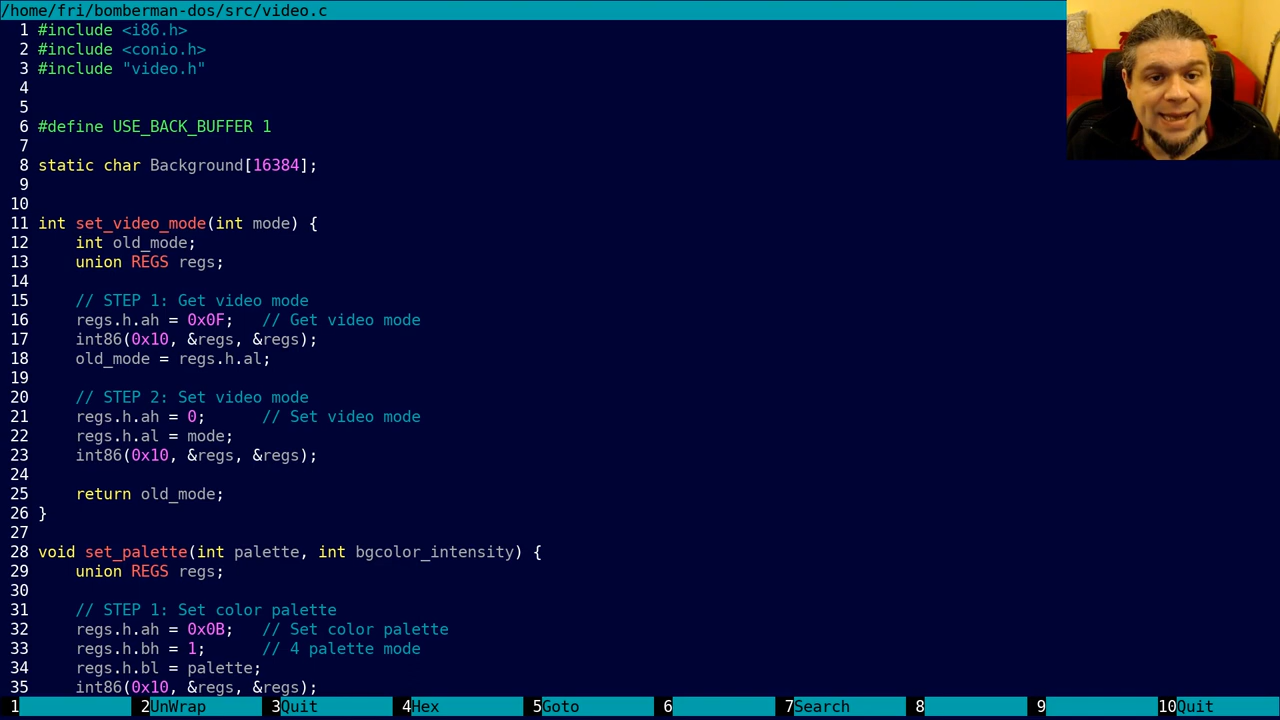 /home/fri/bomberman-dos/src/video.c
1 #include <i86.h>
2 #include <conio.h>
3 #include "video.h"
4
5
6 #define USE_BACK_BUFFER 1
7
8 static char Background[16384];
9
10
11 int set_video_mode(int mode) {
12     int old_mode;
13     union REGS regs;
14
15     // STEP 1: Get video mode
16     regs.h.ah = 0x0F;   // Get video mode
17     int86(0x10, &regs, &regs);
18     old_mode = regs.h.al;
19
20     // STEP 2: Set video mode
21     regs.h.ah = 0;      // Set video mode
22     regs.h.al = mode;
23     int86(0x10, &regs, &regs);
24
25     return old_mode;
26 }
27
28 void set_palette(int palette, int bgcolor_intensity) {
29     union REGS regs;
30
31     // STEP 1: Set color palette
32     regs.h.ah = 0x0B;   // Set color palette
33     regs.h.bh = 1;      // 4 palette mode
34     regs.h.bl = palette;
35     int86(0x10, &regs, &regs);
1 2UnWrap 3Quit 4Hex 5Goto 6 7Search 8 9 10Quit